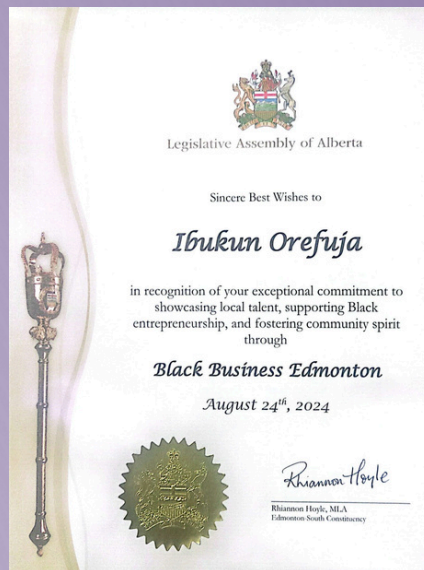 Legislative Assembly of Alberta
Sincere Best Wishes to
Ibukun Orefuja
in recognition of your exceptional commitment to
showcasing local talent, supporting Black
entrepreneurship, and fostering community spirit
through
Black Business Edmonton
August 24th, 2024
Rhiannon Hoyle
Rhiannon Hoyle, MLA
Edmonton-South Constituency